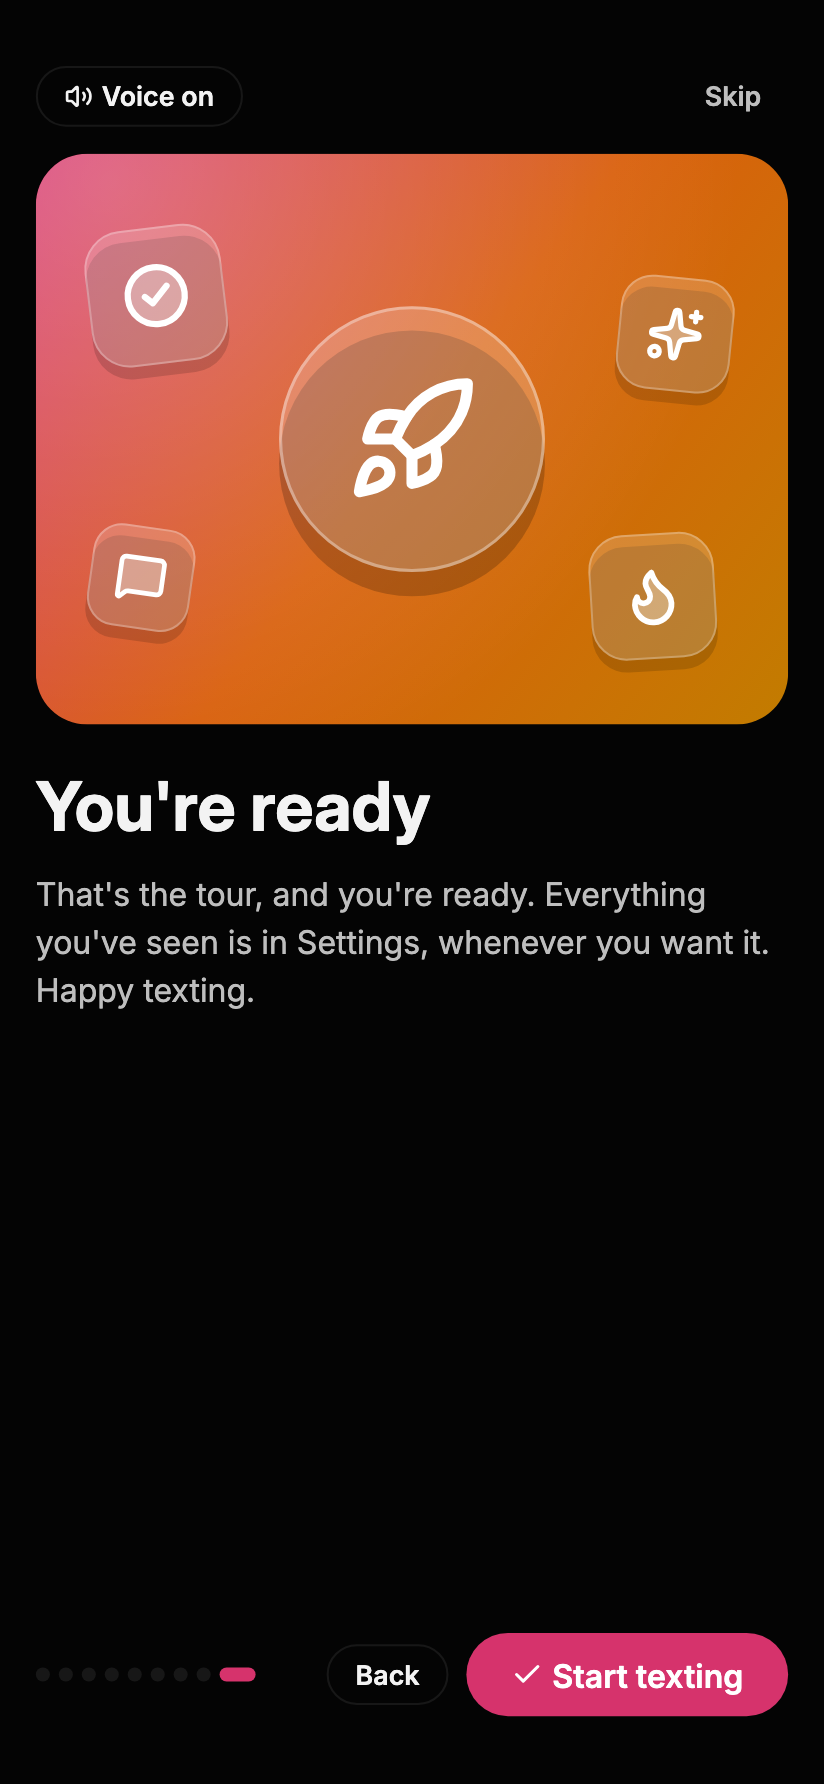 Voice on
Skip
You're ready
That's the tour, and you're ready. Everything
you've seen is in Settings, whenever you want it.
Happy texting.
Back
Start texting